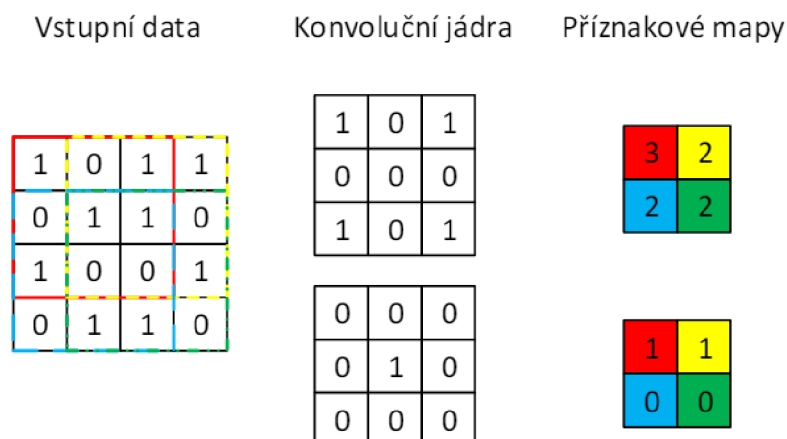 Vstupní data
Konvoluční jádra
Příznakové mapy
1 0 1 1
0 1 1 0
1 0 0 1
0 1 1 0
1 0 1
0 0 0
1 0 1
0 0 0
0 1 0
0 0 0
3 2
2 2
1 1
0 0